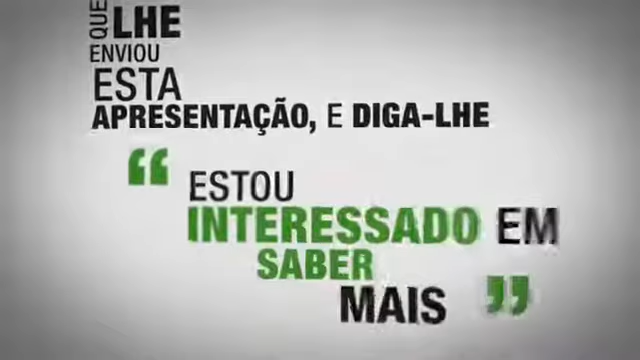 QUE
LHE
ENVIOU
ESTA
APRESENTAÇÃO, E DIGA-LHE
“ ESTOU
INTERESSADO EM
SABER
MAIS ”